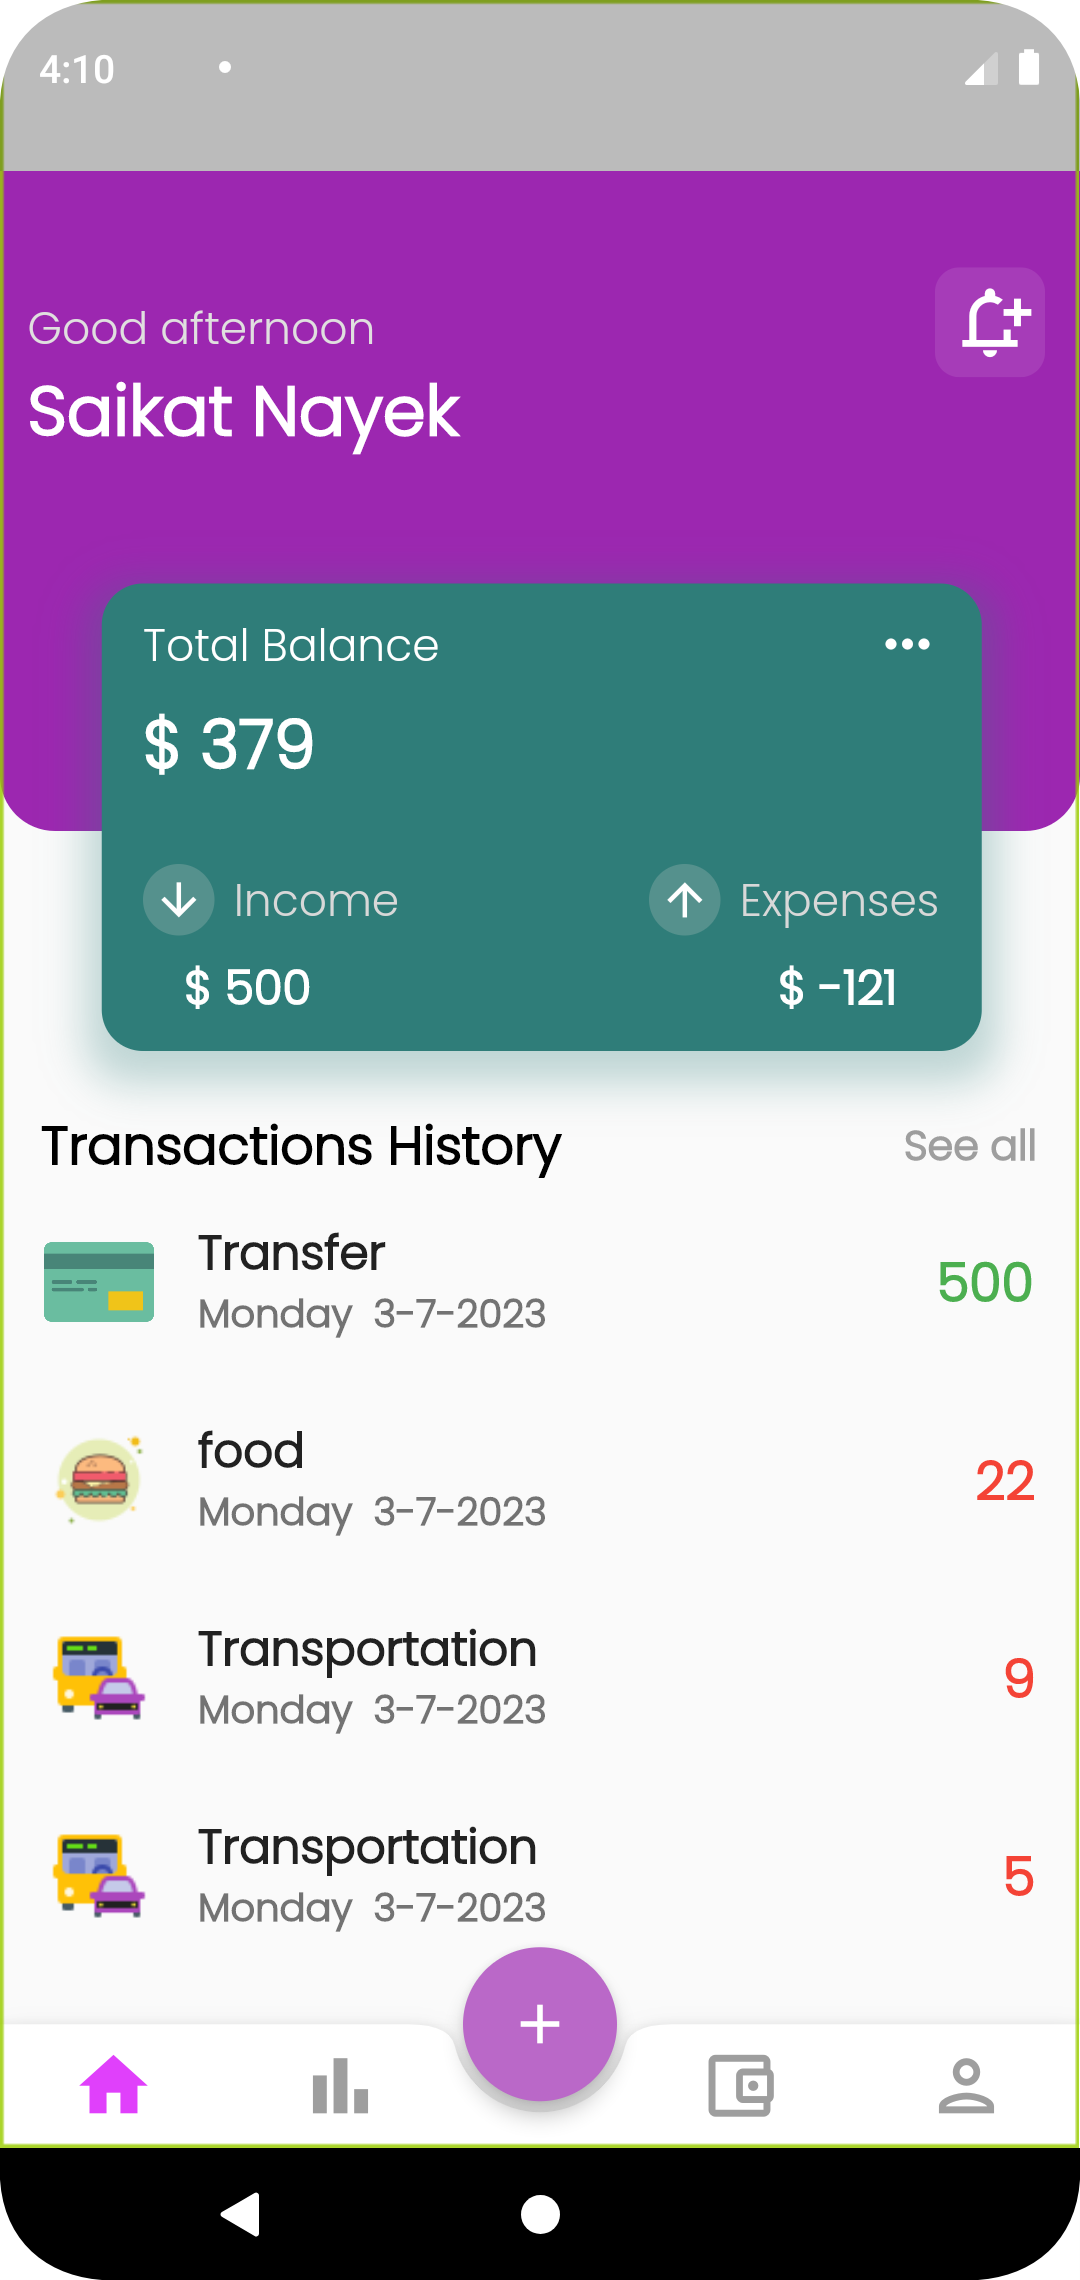 4:10
Good afternoon
Saikat Nayek
Total Balance
$ 379
Income
Expenses
$ 500
$ -121
Transactions History
See all
Transfer
Monday 3-7-2023
500
food
Monday 3-7-2023
22
Transportation
Monday 3-7-2023
9
Transportation
Monday 3-7-2023
5